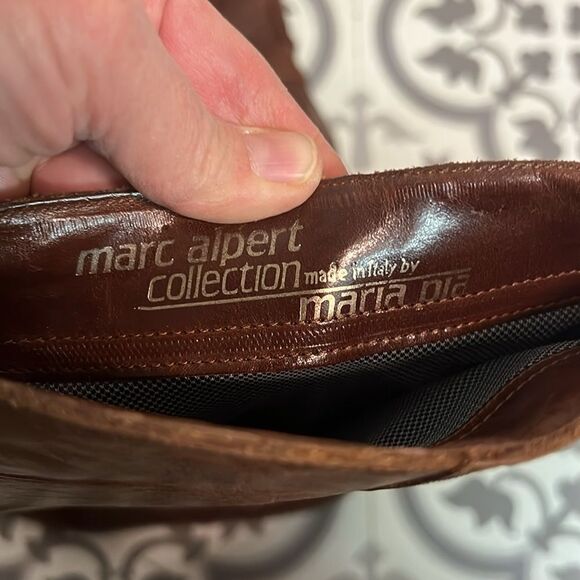 marc alpert
collection made in Italy by
maria pia